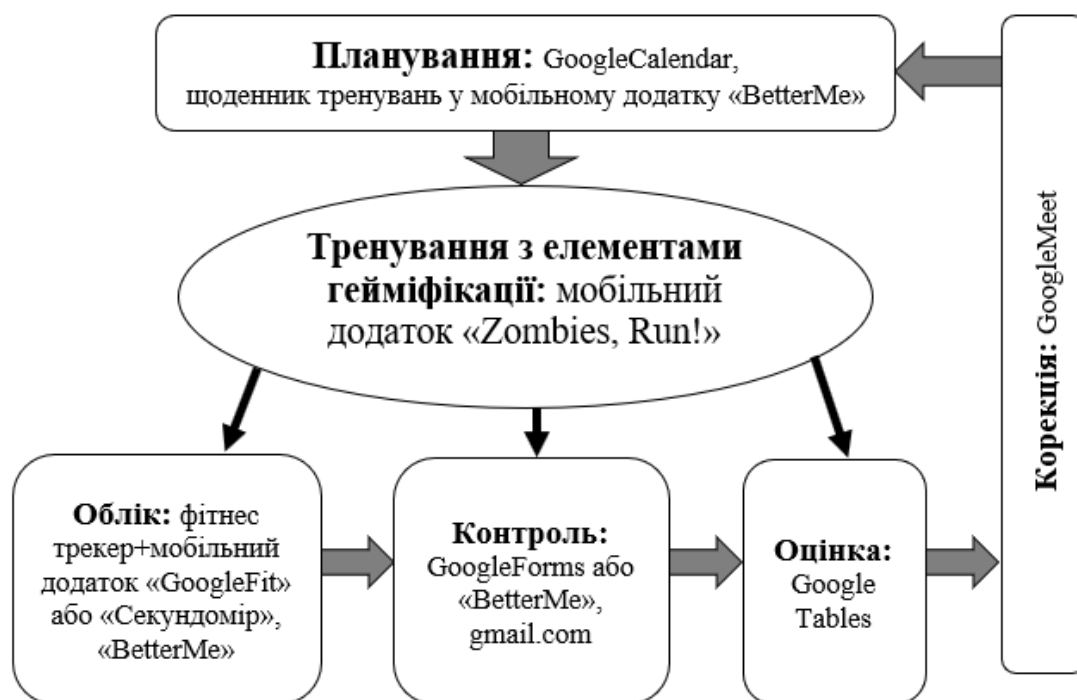 Планування: GoogleCalendar,
щоденник тренувань у мобільному додатку «BetterMe»
Тренування з елементами
гейміфікації: мобільний
додаток «Zombies, Run!»
Облік: фітнес
трекер+мобільний
додаток «GoogleFit»
або «Секундомір»,
«BetterMe»
Контроль:
GoogleForms або
«BetterMe»,
gmail.com
Оцінка:
Google
Tables
Корекція: GoogleMeet